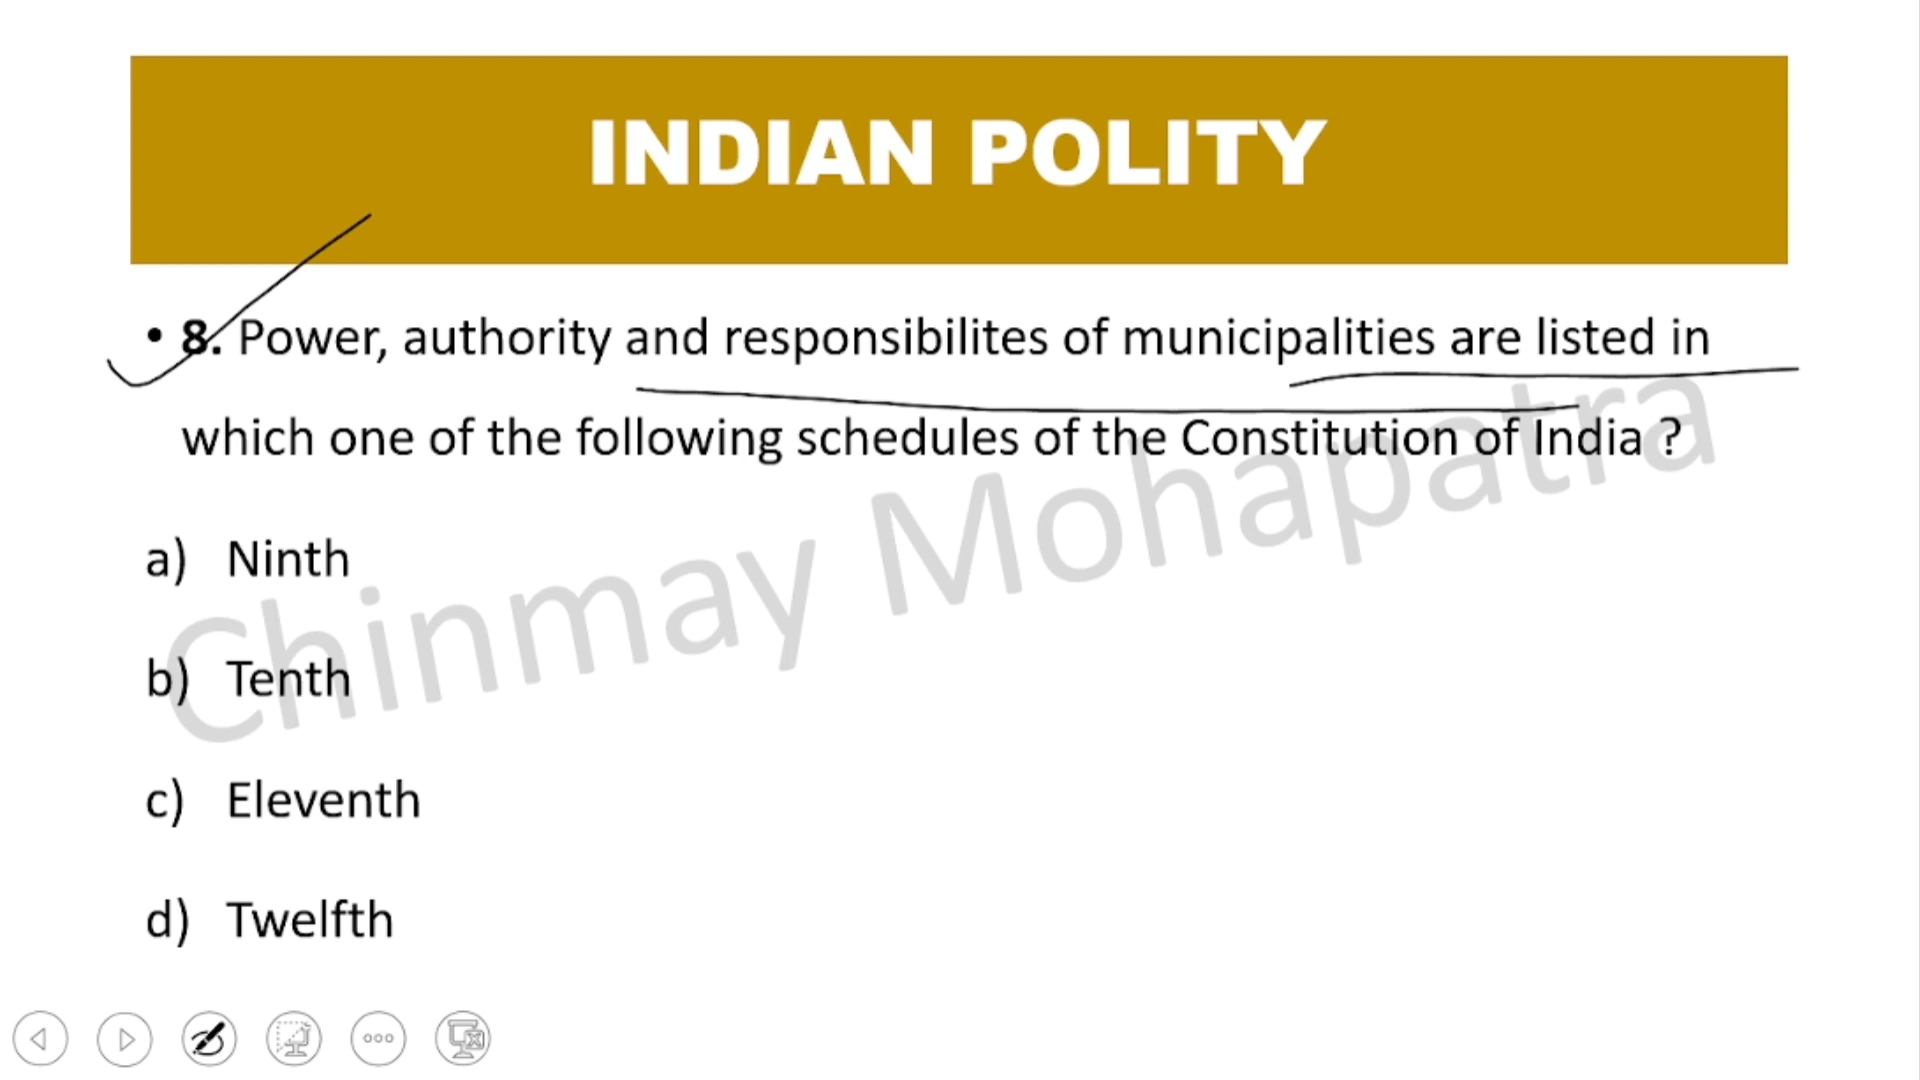 INDIAN POLITY
• 8. Power, authority and responsibilites of municipalities are listed in
which one of the following schedules of the Constitution of India ?
a) Ninth
b) Tenth
c) Eleventh
d) Twelfth
Chinmay Mohapatra